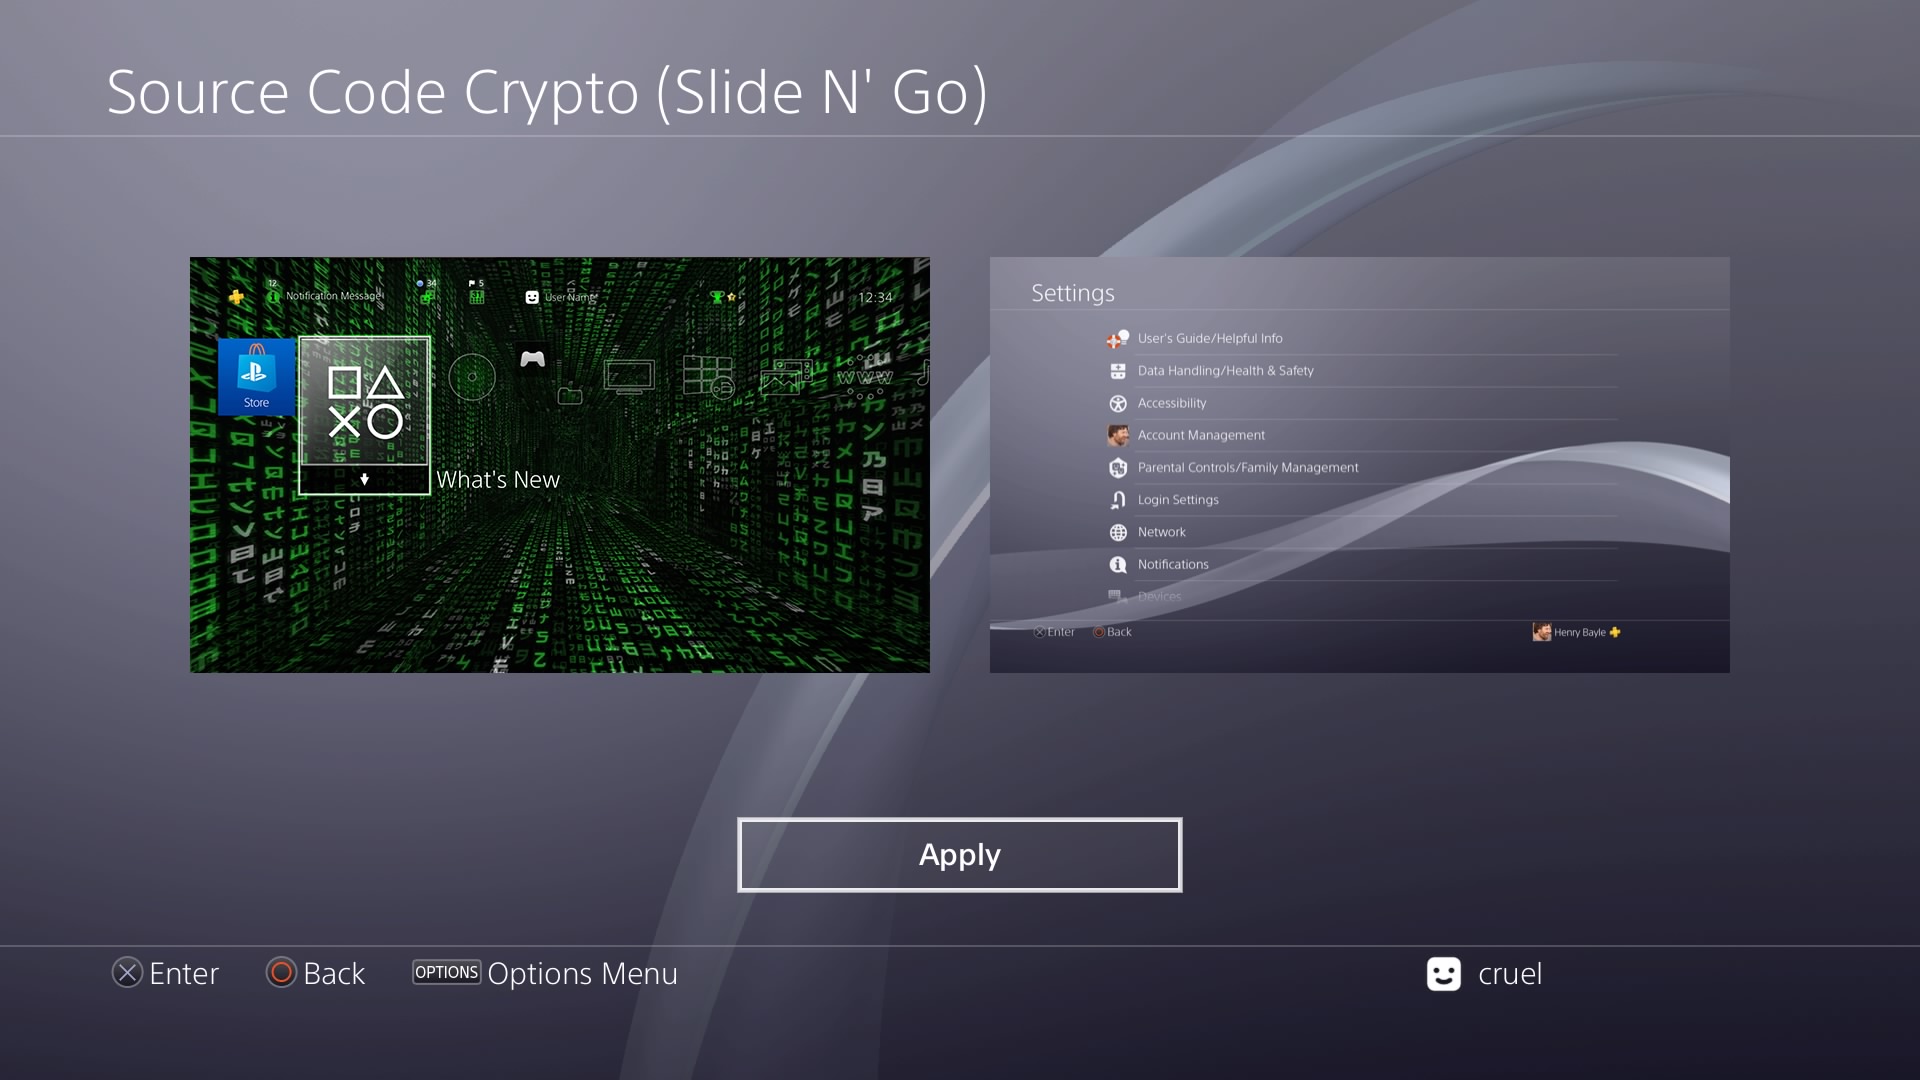 Source Code Crypto (Slide N' Go)
12
Notification Message
34
5
User Name
12:34
Store
WWW
What's New
Settings
User's Guide/Helpful Info
Data Handling/Health & Safety
Accessibility
Account Management
Parental Controls/Family Management
Login Settings
Network
Notifications
Devices
Enter Back
Henry Bayle
Apply
Enter Back OPTIONS Options Menu
cruel